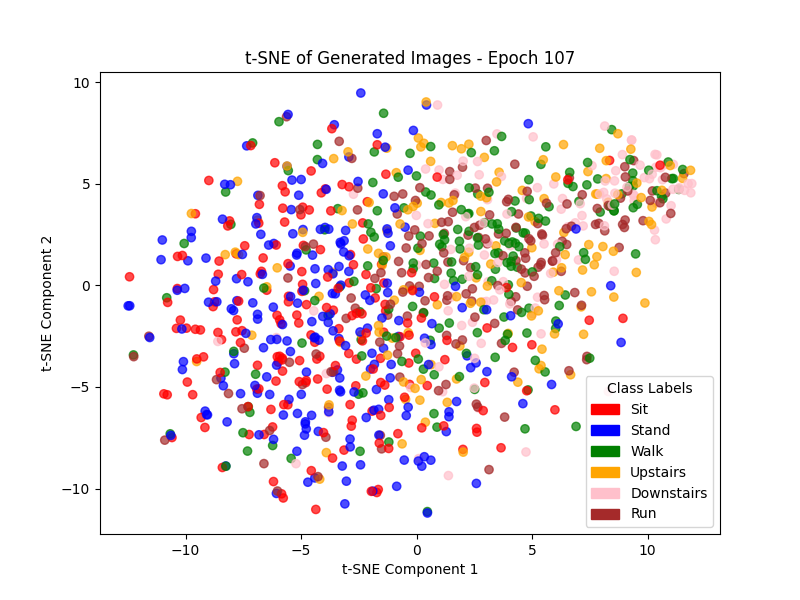 t-SNE of Generated Images - Epoch 107
10
5
0
−5
−10
t-SNE Component 2
−10
−5
0
5
10
t-SNE Component 1
Class Labels
Sit
Stand
Walk
Upstairs
Downstairs
Run